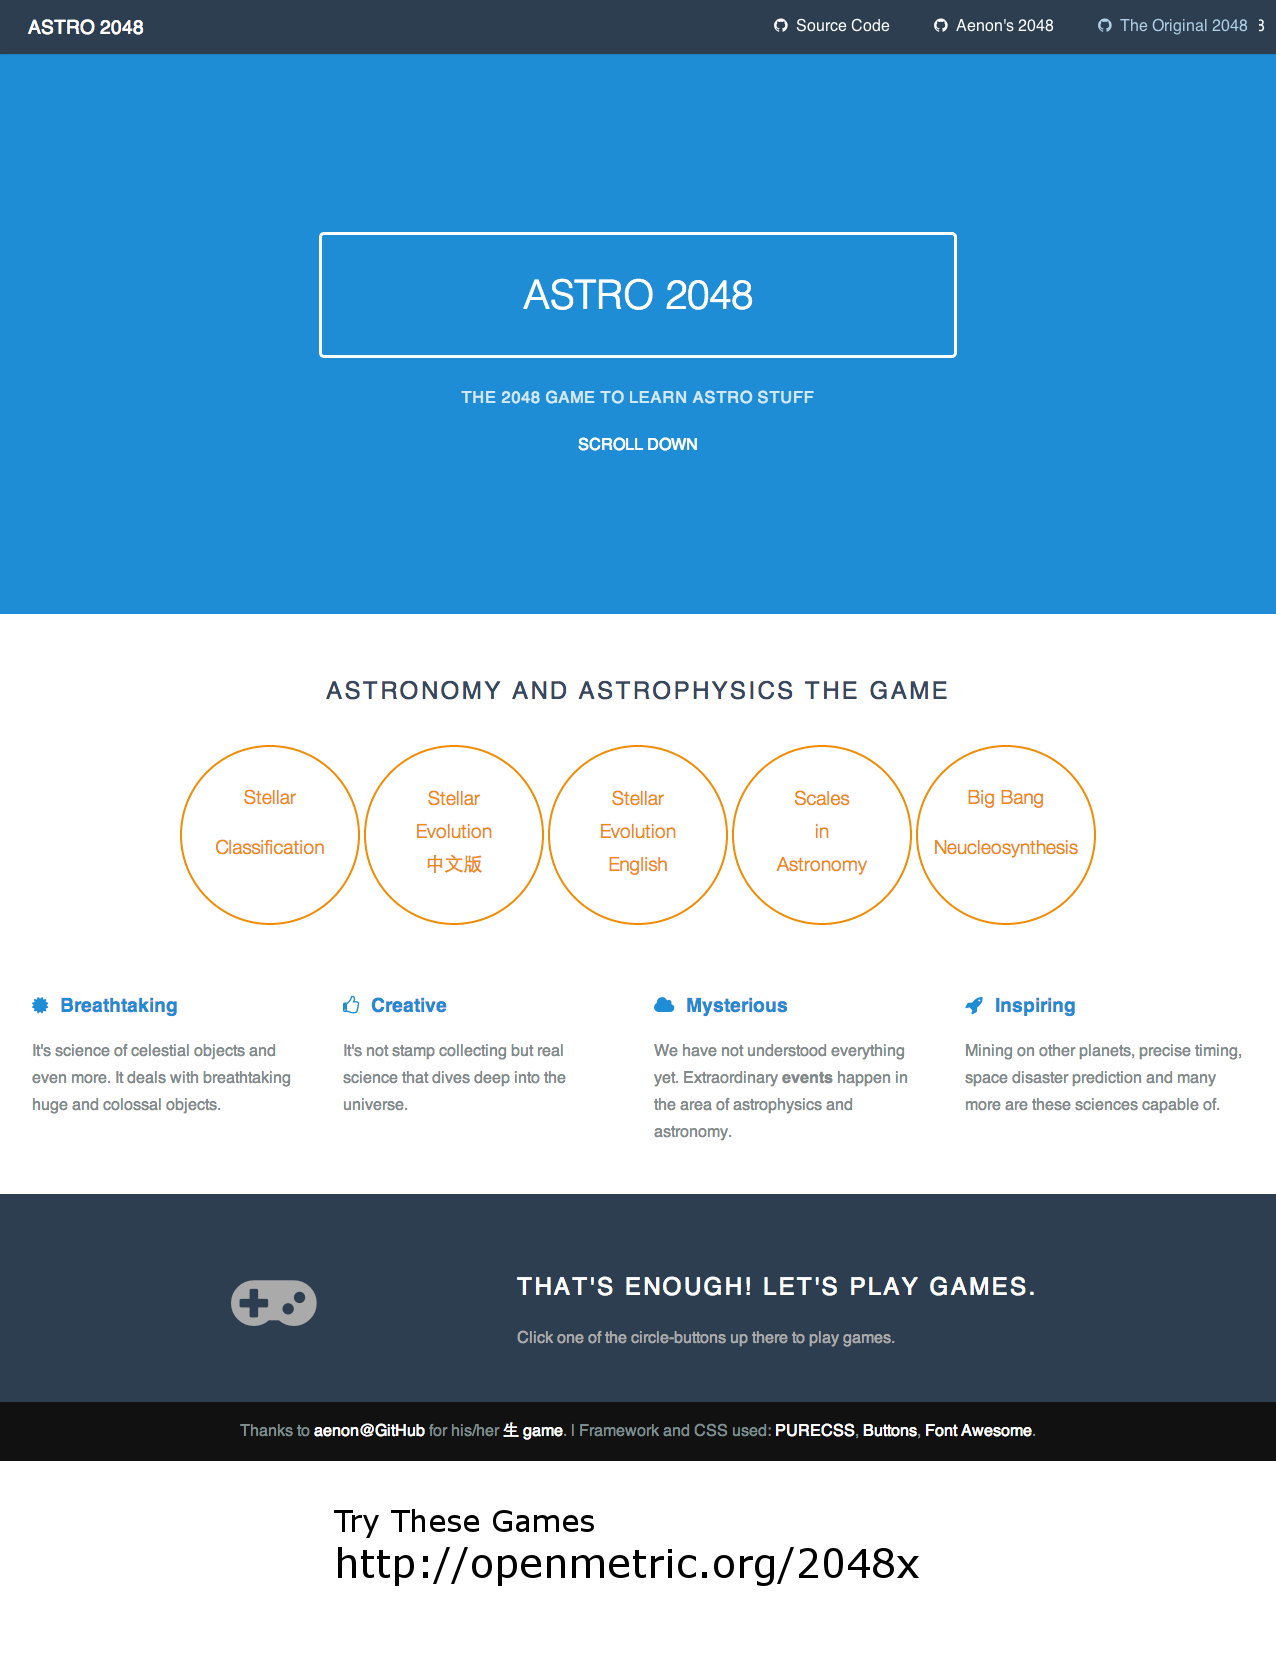 ASTRO 2048
Source Code
Aenon's 2048
The Original 2048
ASTRO 2048
THE 2048 GAME TO LEARN ASTRO STUFF
SCROLL DOWN
ASTRONOMY AND ASTROPHYSICS THE GAME
Stellar
Classification
Stellar
Evolution
中文版
Stellar
Evolution
English
Scales
in
Astronomy
Big Bang
Neucleosynthesis
Breathtaking
It's science of celestial objects and
even more. It deals with breathtaking
huge and colossal objects.
Creative
It's not stamp collecting but real
science that dives deep into the
universe.
Mysterious
We have not understood everything
yet. Extraordinary events happen in
the area of astrophysics and
astronomy.
Inspiring
Mining on other planets, precise timing,
space disaster prediction and many
more are these sciences capable of.
THAT'S ENOUGH! LET'S PLAY GAMES.
Click one of the circle-buttons up there to play games.
Thanks to aenon@GitHub for his/her 生 game. | Framework and CSS used: PURECSS, Buttons, Font Awesome.
Try These Games
http://openmetric.org/2048x